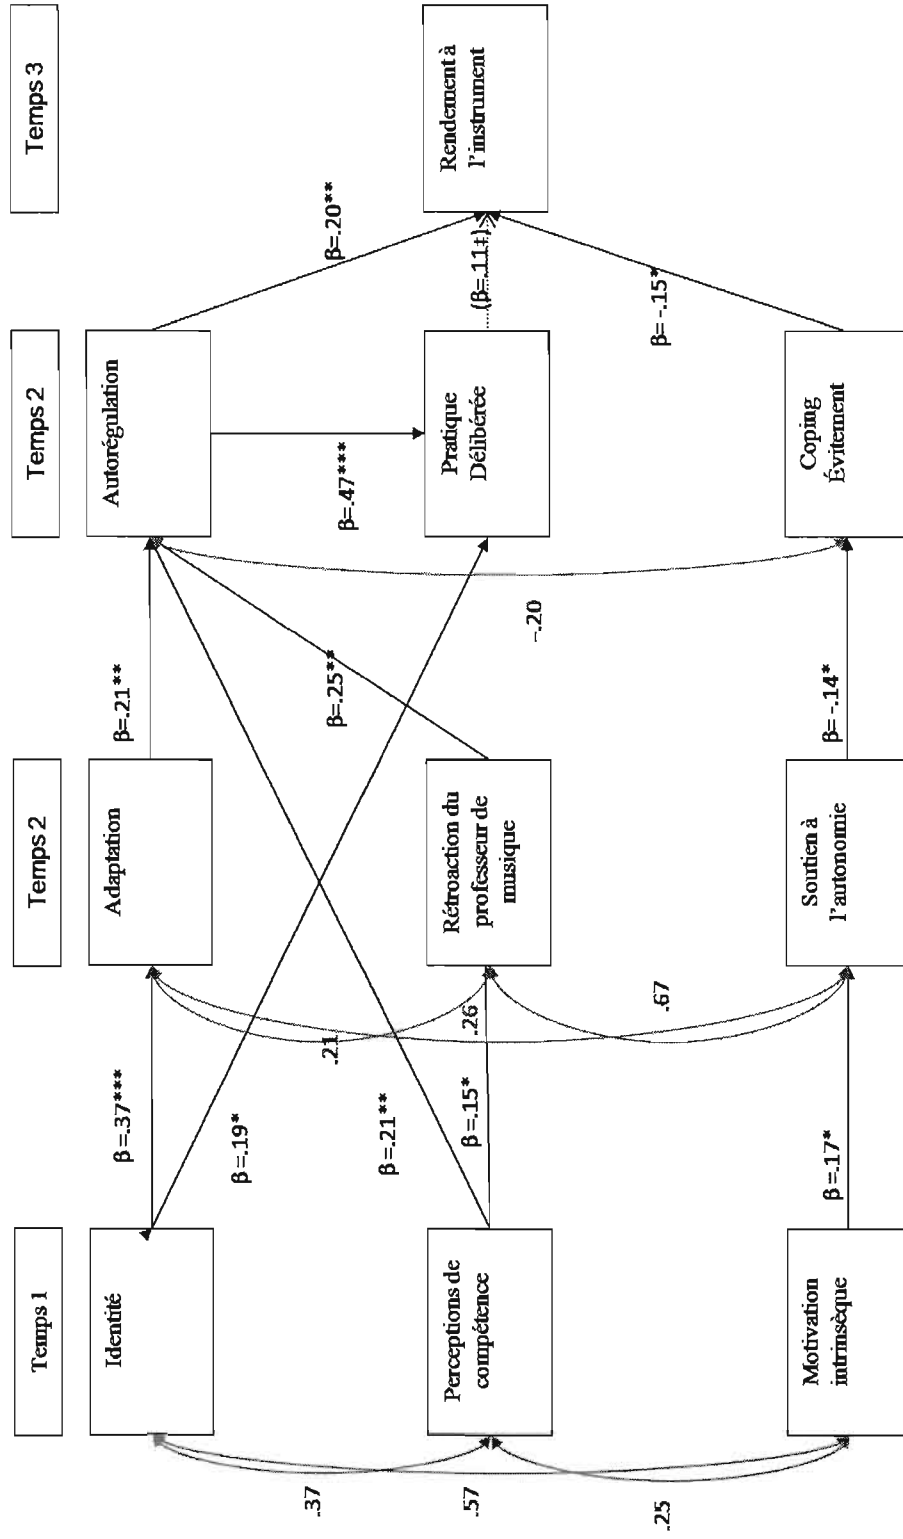 Temps 1
Temps 2
Temps 2
Temps 3
Identité
Adaptation
Autorégulation
Perceptions de
compétence
Rétroaction du
professeur de
musique
Pratique
Délibérée
Rendement à
l'instrument
Motivation
intrinsèque
Soutien à
l'autonomie
Coping
Évitement
β=.37***
β=.21**
β=.20**
β=.19*
β=.25**
β=.47***
β=.21**
β=.15*
(β=.11+)
β=.17*
β=-.14*
β=-.15*
.37
.57
.25
.21
.26
.67
-.20